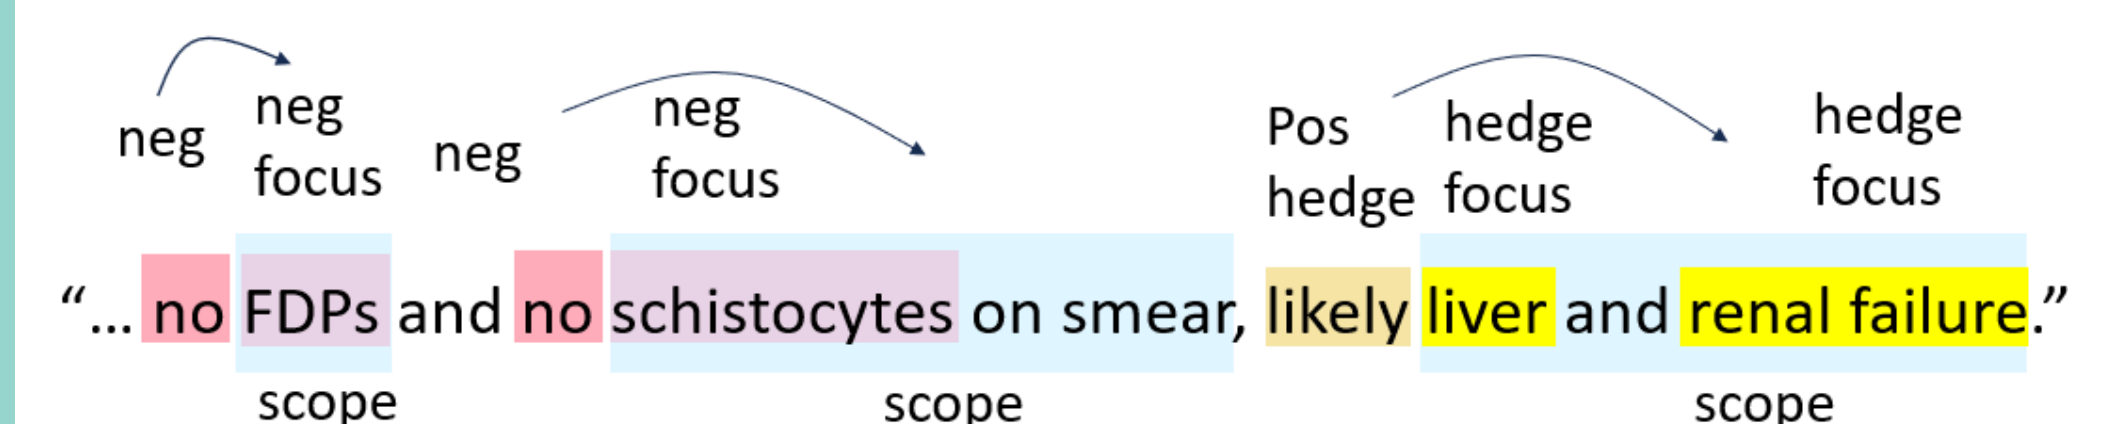 neg neg focus neg neg focus Pos hedge hedge focus hedge focus
“... no FDPs and no schistocytes on smear, likely liver and renal failure.”
scope scope scope